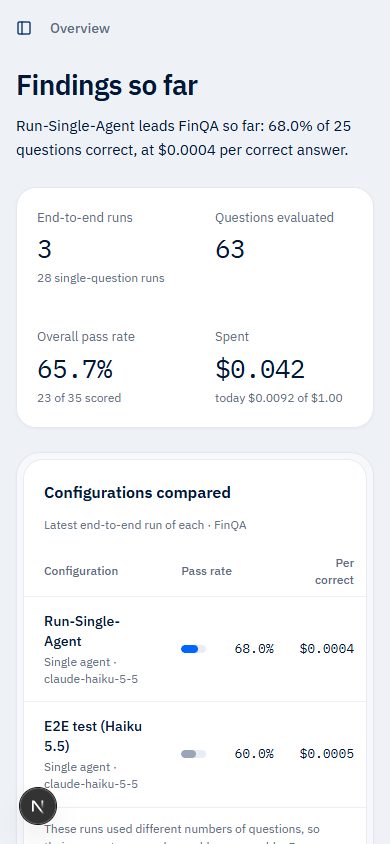 Overview
Findings so far
Run-Single-Agent leads FinQA so far: 68.0% of 25
questions correct, at $0.0004 per correct answer.
End-to-end runs
3
28 single-question runs
Questions evaluated
63
Overall pass rate
65.7%
23 of 35 scored
Spent
$0.042
today $0.0092 of $1.00
Configurations compared
Latest end-to-end run of each · FinQA
Configuration Pass rate Per
correct
Run-Single-
Agent
Single agent ·
claude-haiku-5-5
68.0% $0.0004
E2E test (Haiku
5.5)
Single agent ·
claude-haiku-5-5
60.0% $0.0005
N
These runs used different numbers of questions, so